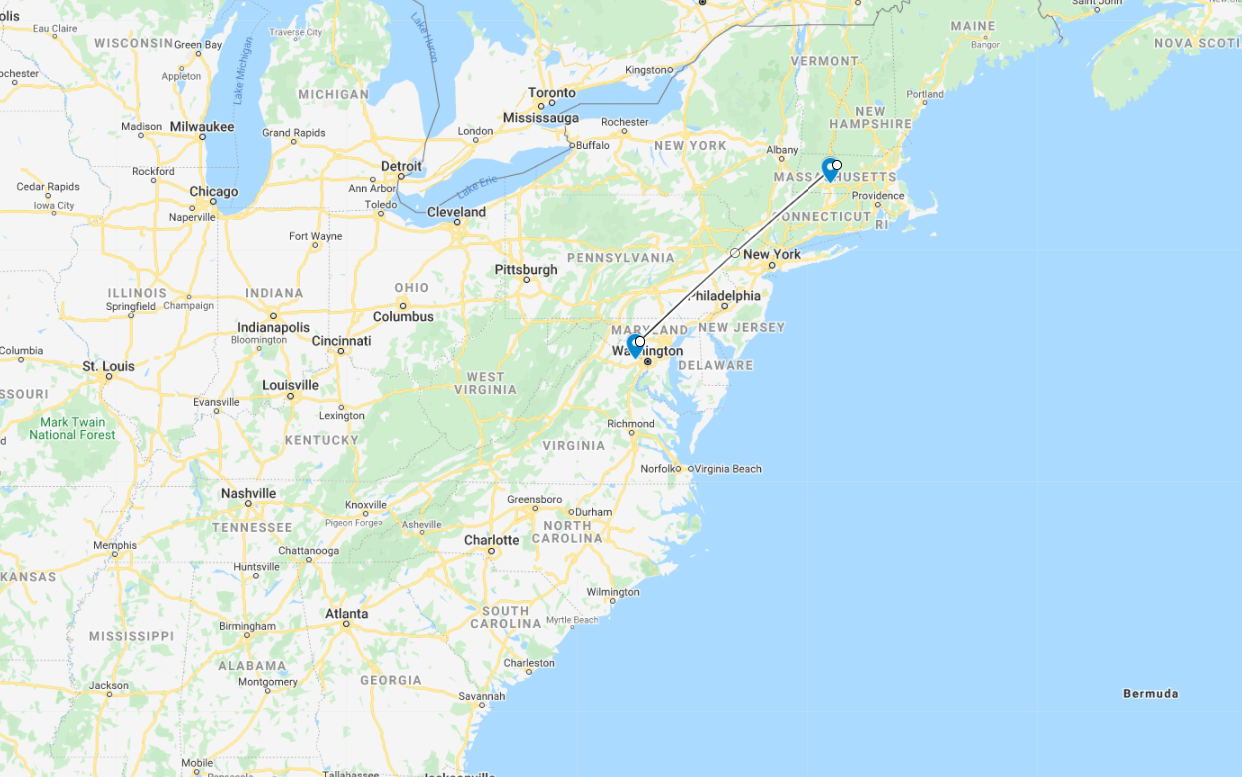 olis
Eau Claire
WISCONSIN
Green Bay
Traverse City
Lake Huron
Saint John
MAINE
Bangor
NOVA SCOTI
ochester
Appleton
Lake Michigan
MICHIGAN
Kingston
VERMONT
Toronto
Mississauga
Portland
Madison
Milwaukee
Grand Rapids
London
Rochester
NEW
HAMPSHIRE
Buffalo
NEW YORK
Albany
Rockford
Detroit
Ann Arbor
Lake Erie
MASSACHUSETTS
Cedar Rapids
Iowa City
Chicago
Naperville
Toledo
Cleveland
Providence
CONNECTICUT
RI
Fort Wayne
PENNSYLVANIA
New York
Pittsburgh
ILLINOIS
Springfield
Champaign
INDIANA
OHIO
Columbus
Philadelphia
Indianapolis
Bloomington
Cincinnati
MARYLAND
NEW JERSEY
Columbia
St. Louis
Washington
DELAWARE
SSOURI
Evansville
Louisville
Lexington
WEST
VIRGINIA
Mark Twain
National Forest
d
KENTUCKY
Richmond
VIRGINIA
Norfolk
Virginia Beach
Nashville
TENNESSEE
Knoxville
Pigeon Forge
Asheville
Greensboro
Durham
NORTH
CAROLINA
Memphis
Chattanooga
Charlotte
KANSAS
Huntsville
Wilmington
Atlanta
Birmingham
SOUTH
CAROLINA
Myrtle Beach
MISSISSIPPI
ALABAMA
Montgomery
GEORGIA
Charleston
Jackson
Savannah
Bermuda
Mobile
Tallahassee
Jacksonville